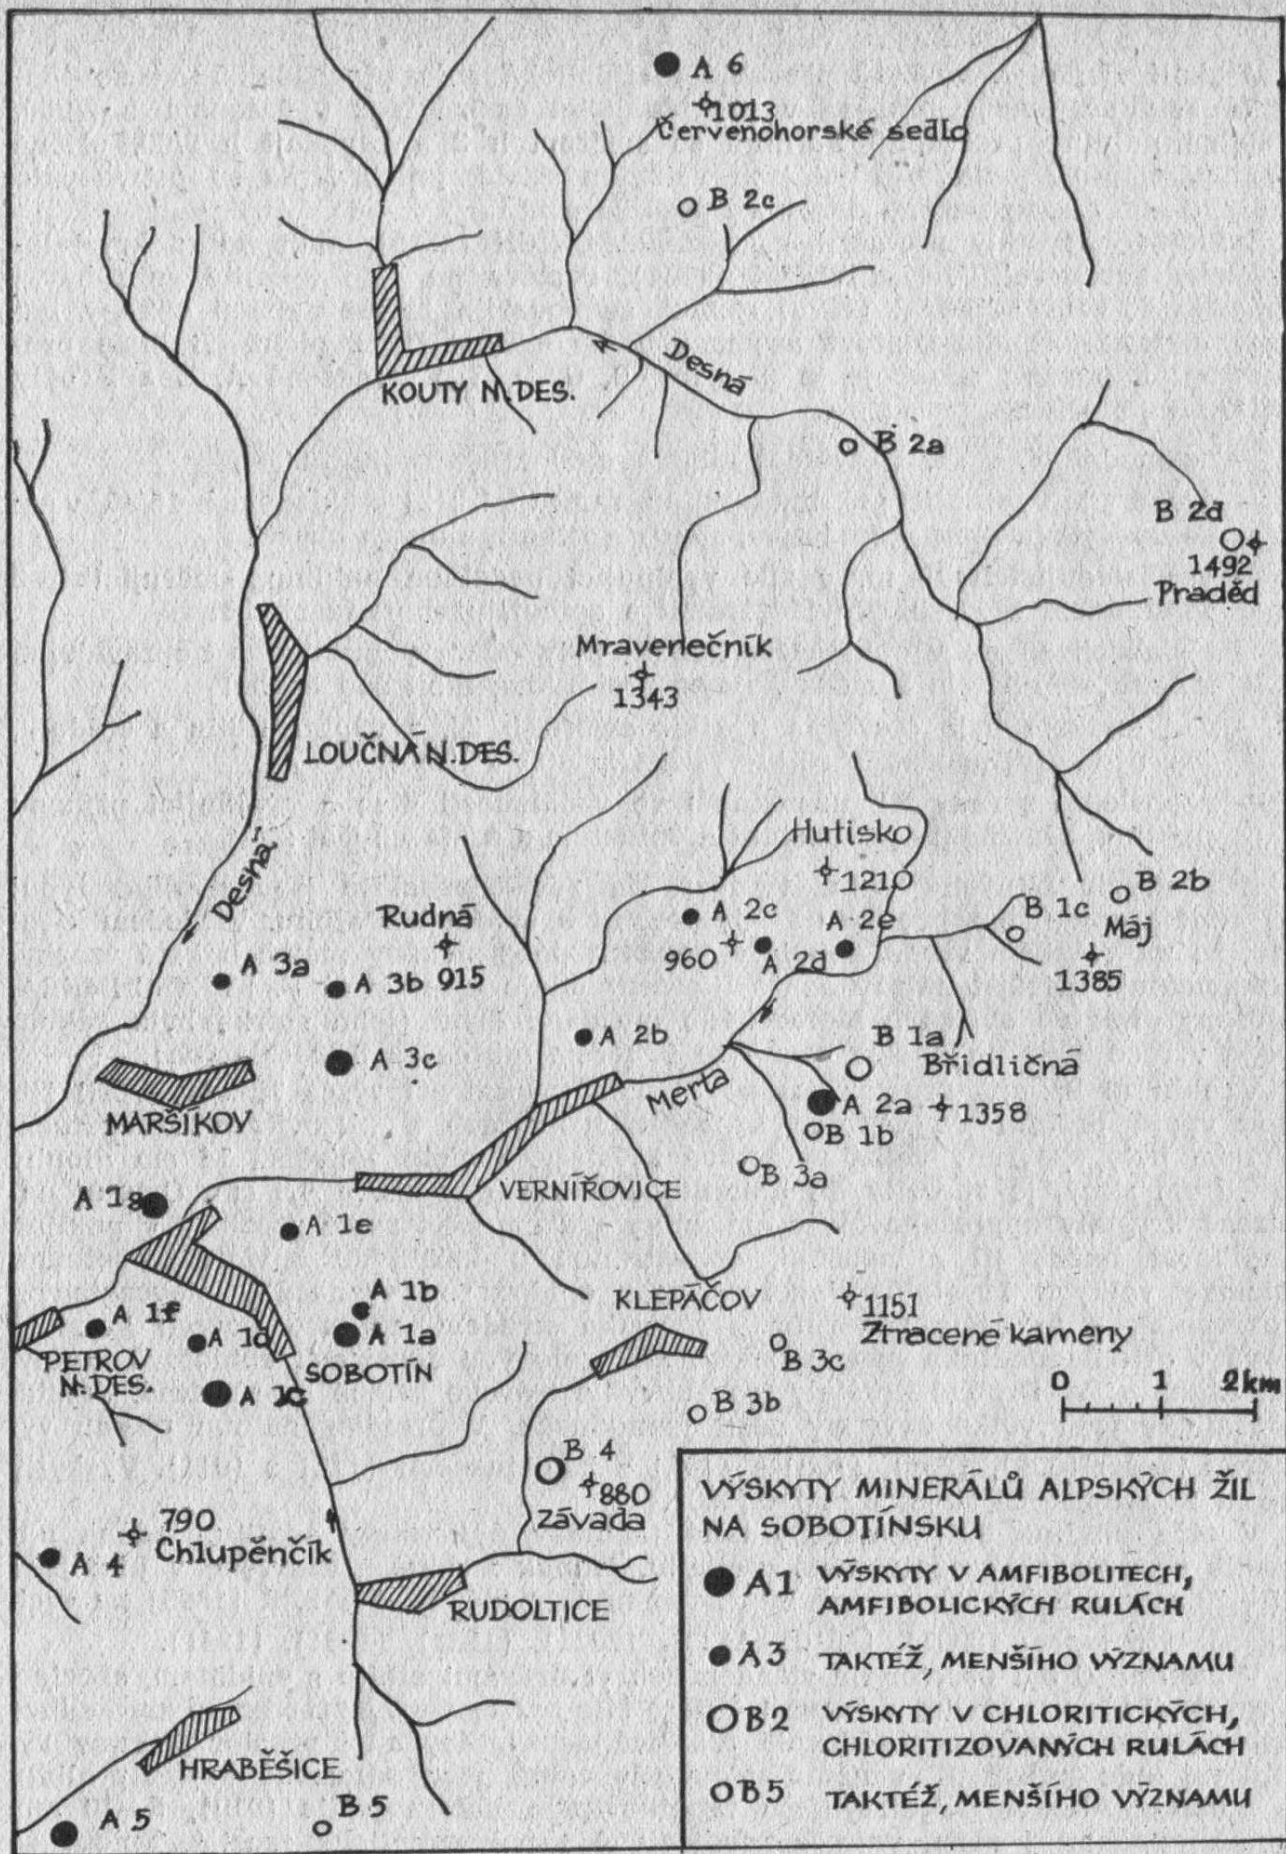 A 6
1013
Červenohorské sedlo
B 2c
Desná
KOUTY N.DES.
B 2a
B 2d
1492
Praděd
Mravenečník
1343
LOUČNÁ N.DES.
Hutisko
1210
Desná
B 2b
Rudná
A 2c
A 2e
B 1c
Máj
960
A 2d
A 3a
A 3b
915
1385
A 2b
B 1a
A 3c
Břidličná
Merta
A 2a
1358
MARŠÍKOV
B 1b
B 3a
VERNÍŘOVICE
A 1g
A 1e
A 1b
KLEPÁČOV
1151
A 1f
A 1d
A 1a
Ztracené kameny
PETROV
N. DES.
SOBOTÍN
B 3c
A 1c
0 1 2km
B 3b
B 4
880
Závada
790
Chlupěnčík
A 4
RUDOLTICE
HRABĚŠICE
A 5
B 5
VÝSKYTY MINERÁLŮ ALPSKÝCH ŽIL
NA SOBOTÍNSKU
A1 VÝSKYTY V AMFIBOLITECH,
AMFIBOLICKÝCH RULÁCH
A3 TAKTÉŽ, MENŠÍHO VÝZNAMU
B2 VÝSKYTY V CHLORITICKÝCH,
CHLORITIZOVANÝCH RULÁCH
B5 TAKTÉŽ, MENŠÍHO VÝZNAMU